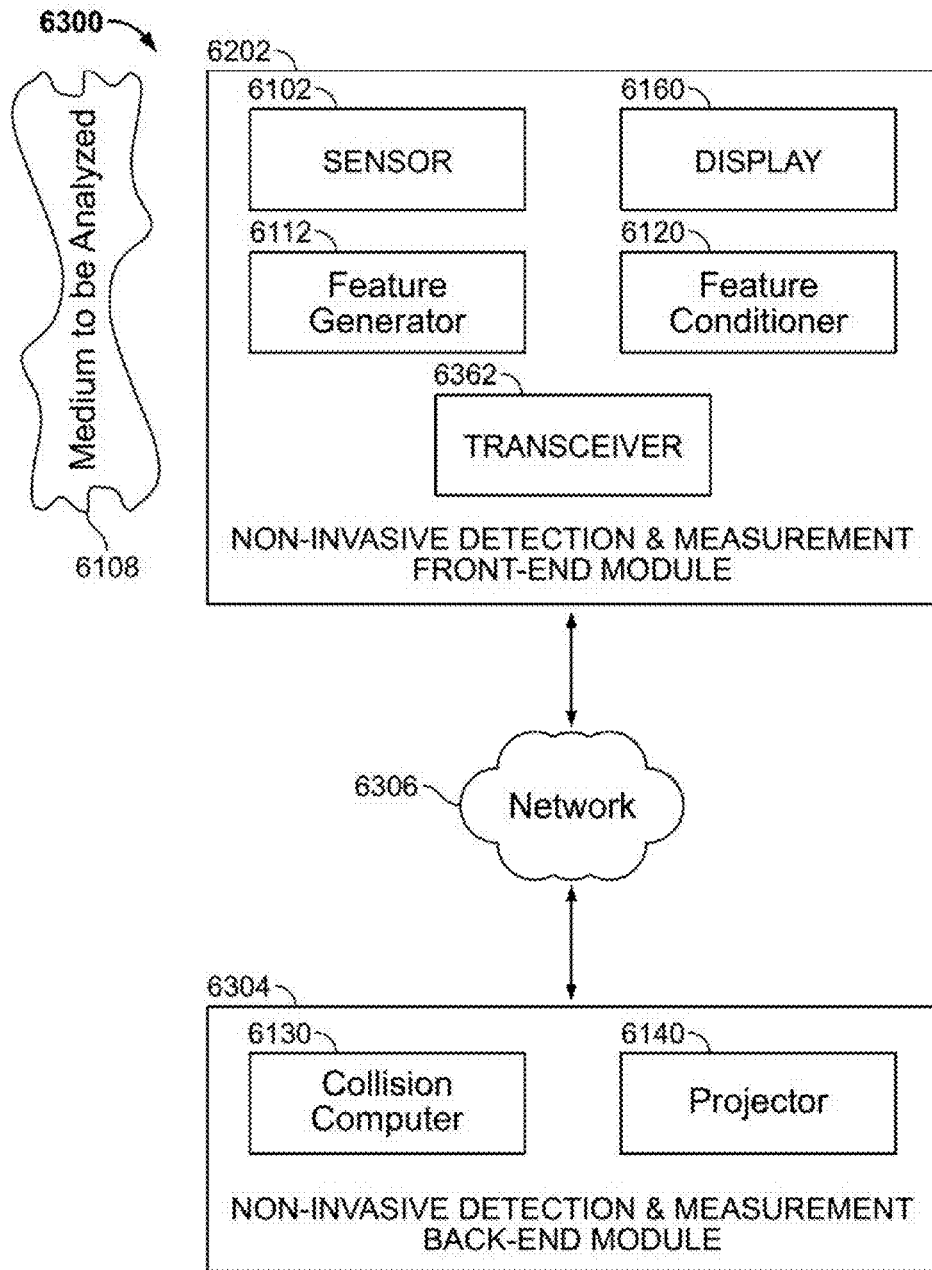 6300
6202
Medium to be Analyzed
6108
6102
SENSOR
6160
DISPLAY
6112
Feature
Generator
6120
Feature
Conditioner
6362
TRANSCEIVER
NON-INVASIVE DETECTION & MEASUREMENT
FRONT-END MODULE
6306
Network
6304
6130
Collision
Computer
6140
Projector
NON-INVASIVE DETECTION & MEASUREMENT
BACK-END MODULE